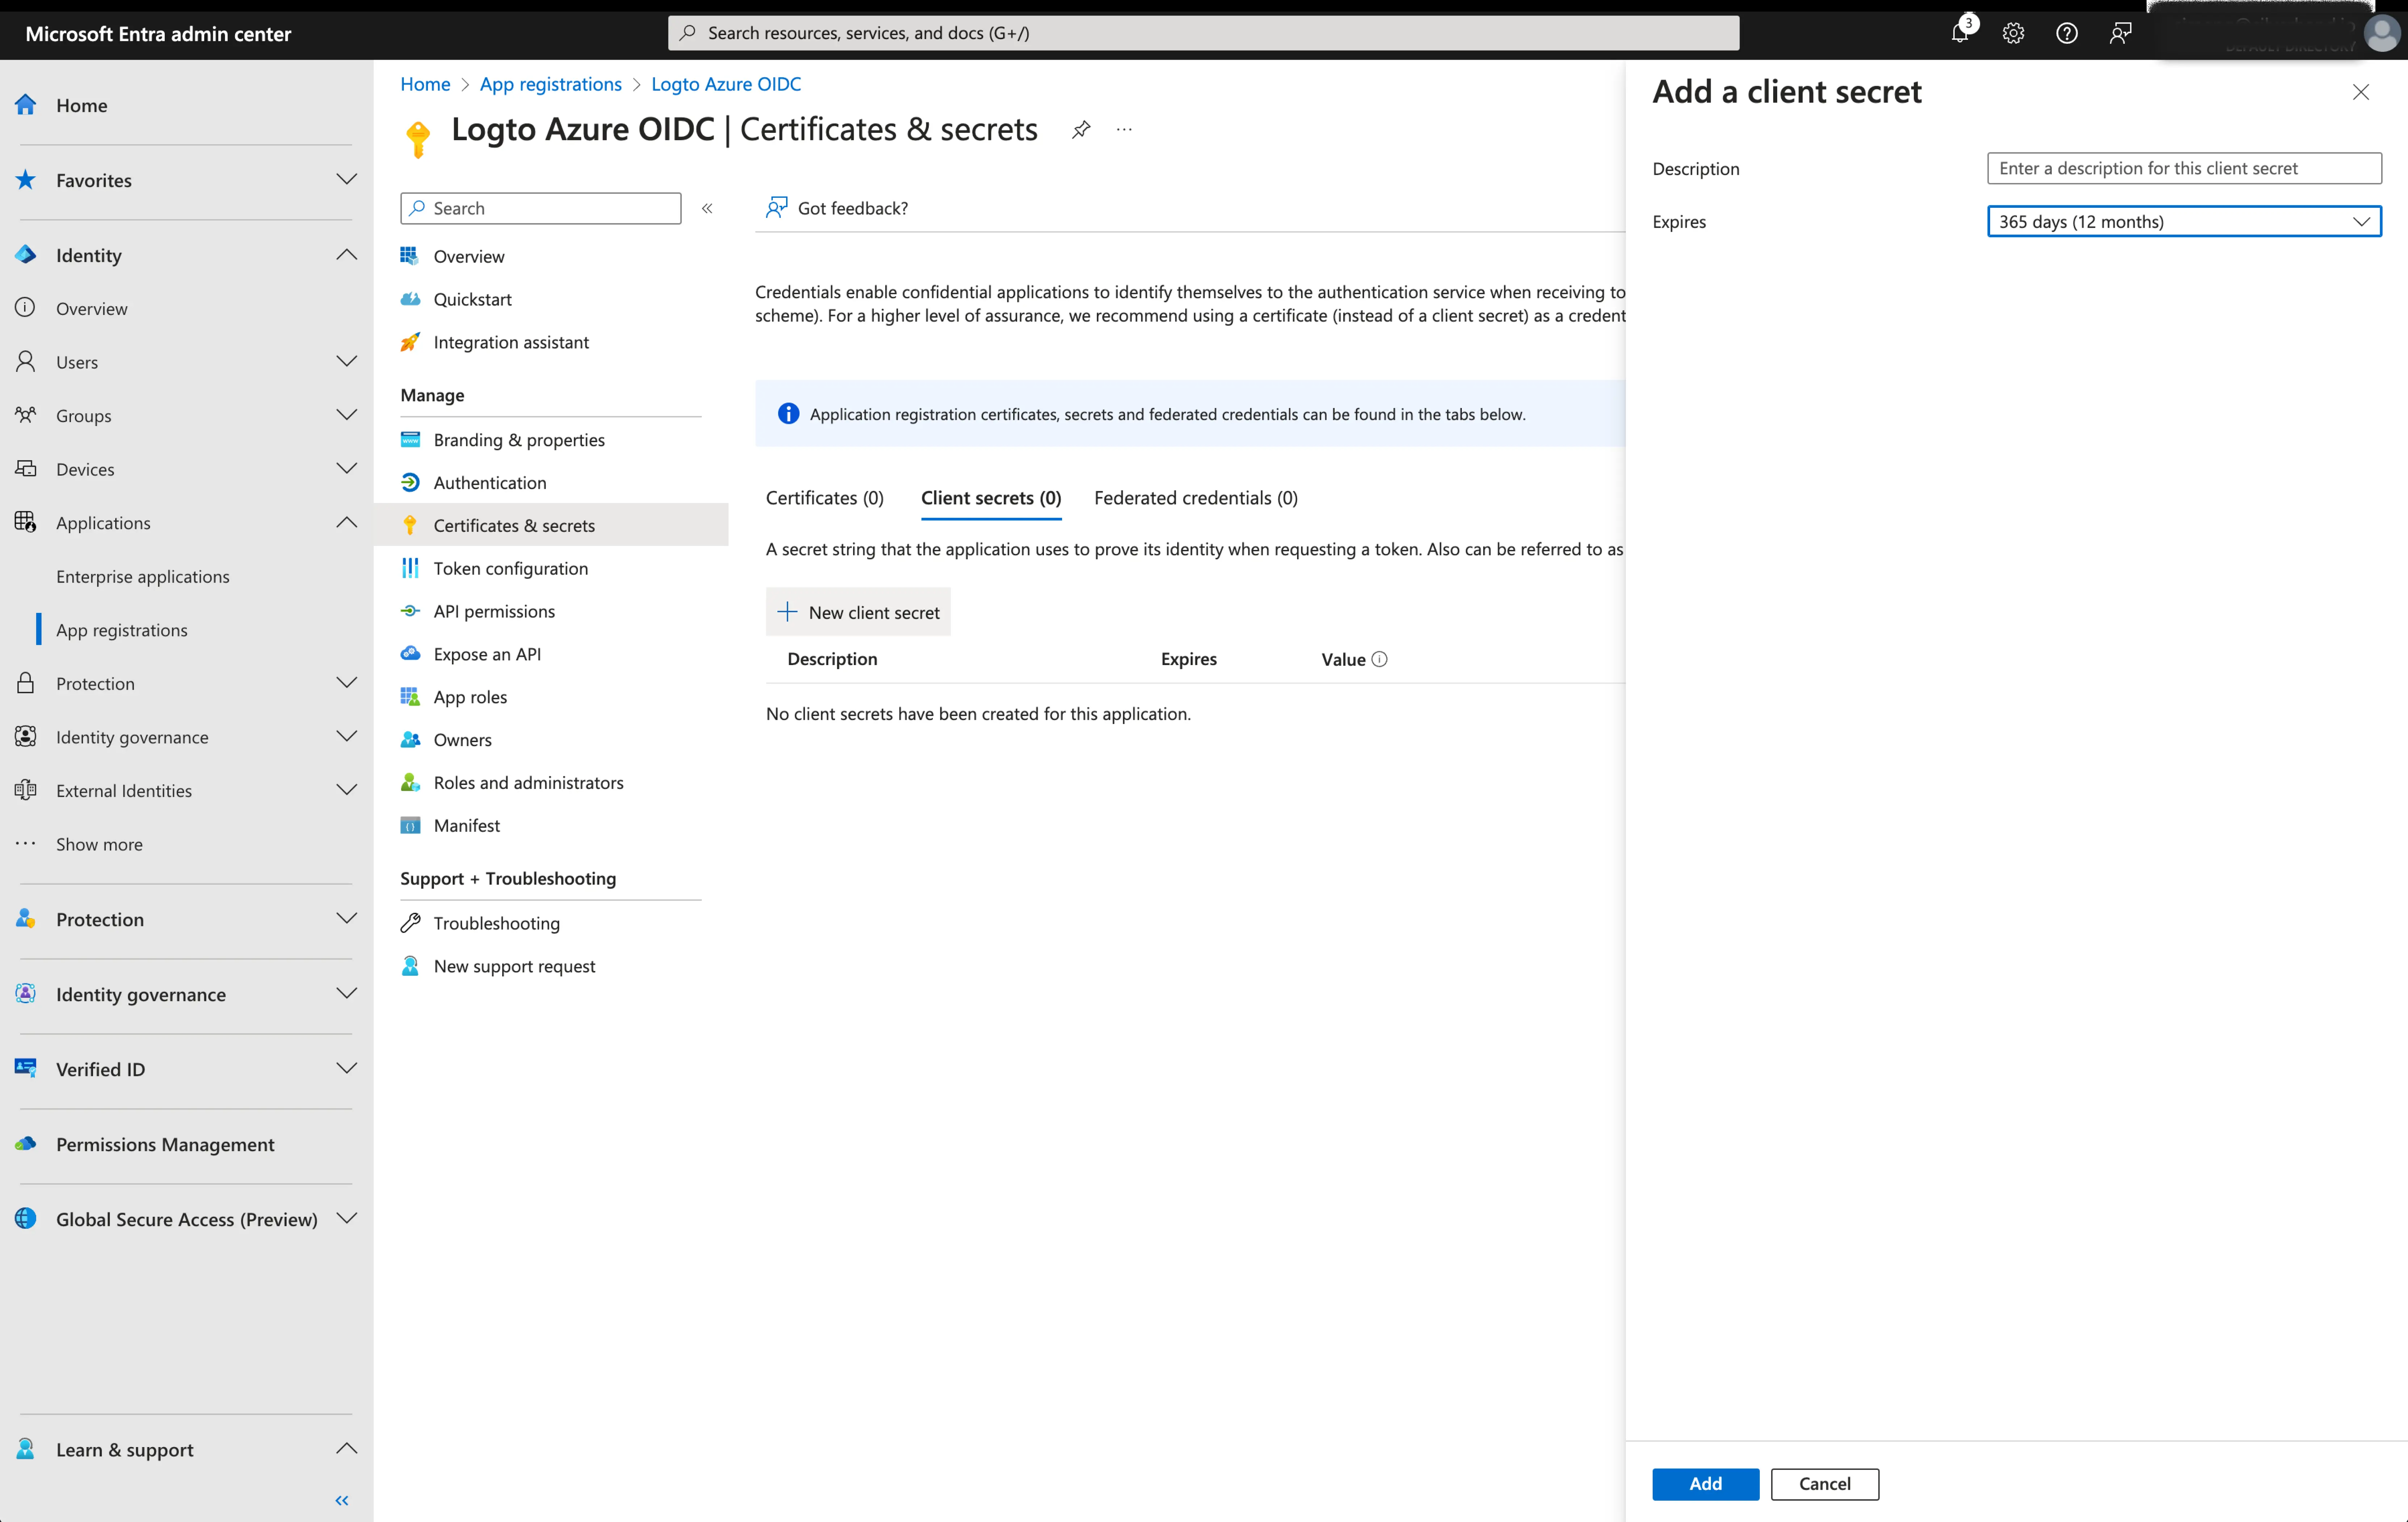 Microsoft Entra admin center
Search resources, services, and docs (G+/)
3
Home
Favorites
Identity
Overview
Users
Groups
Devices
Applications
Enterprise applications
App registrations
Protection
Identity governance
External Identities
Show more
Protection
Identity governance
Verified ID
Permissions Management
Global Secure Access (Preview)
Learn & support
Home > App registrations > Logto Azure OIDC
Logto Azure OIDC | Certificates & secrets
Search
Overview
Quickstart
Integration assistant
Manage
Branding & properties
Authentication
Certificates & secrets
Token configuration
API permissions
Expose an API
App roles
Owners
Roles and administrators
Manifest
Support + Troubleshooting
Troubleshooting
New support request
Got feedback?
Credentials enable confidential applications to identify themselves to the authentication service when receiving to
scheme). For a higher level of assurance, we recommend using a certificate (instead of a client secret) as a credent
Application registration certificates, secrets and federated credentials can be found in the tabs below.
Certificates (0) Client secrets (0) Federated credentials (0)
A secret string that the application uses to prove its identity when requesting a token. Also can be referred to as
New client secret
Description Expires Value
No client secrets have been created for this application.
Add a client secret
Description Enter a description for this client secret
Expires 365 days (12 months)
Add Cancel